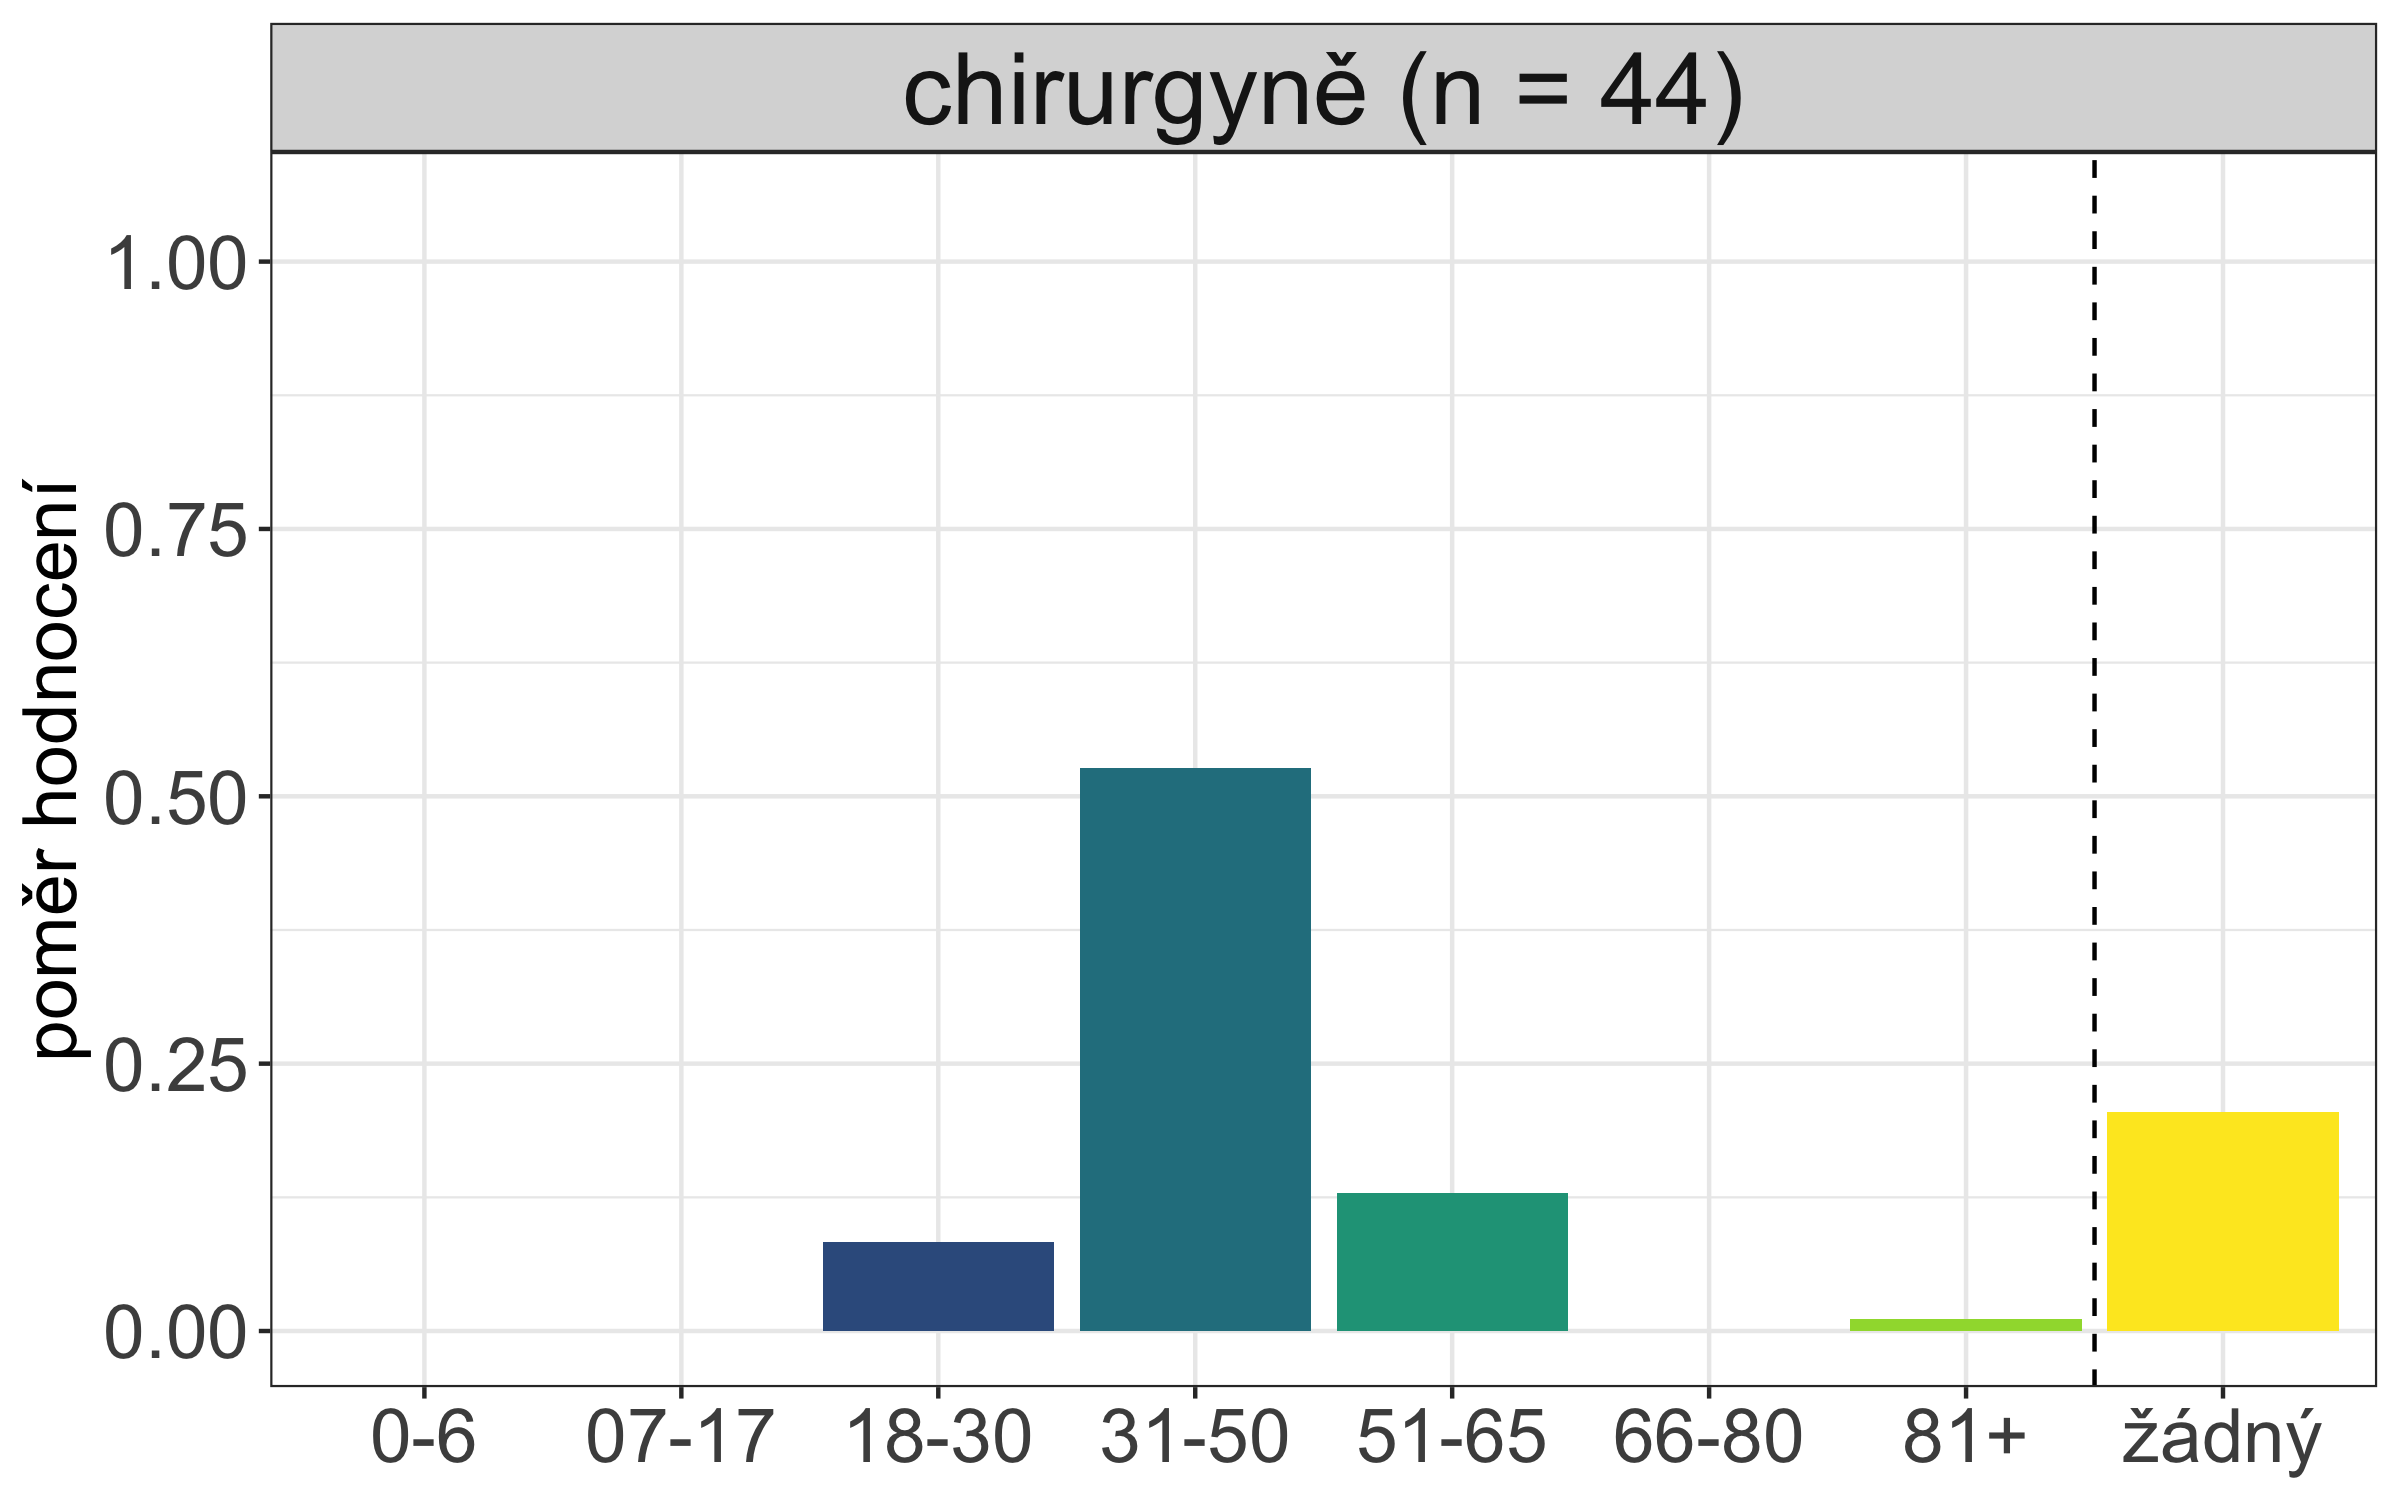 chirurgyně (n = 44)
poměr hodnocení
1.00
0.75
0.50
0.25
0.00
0-6 07-17 18-30 31-50 51-65 66-80 81+ žádný